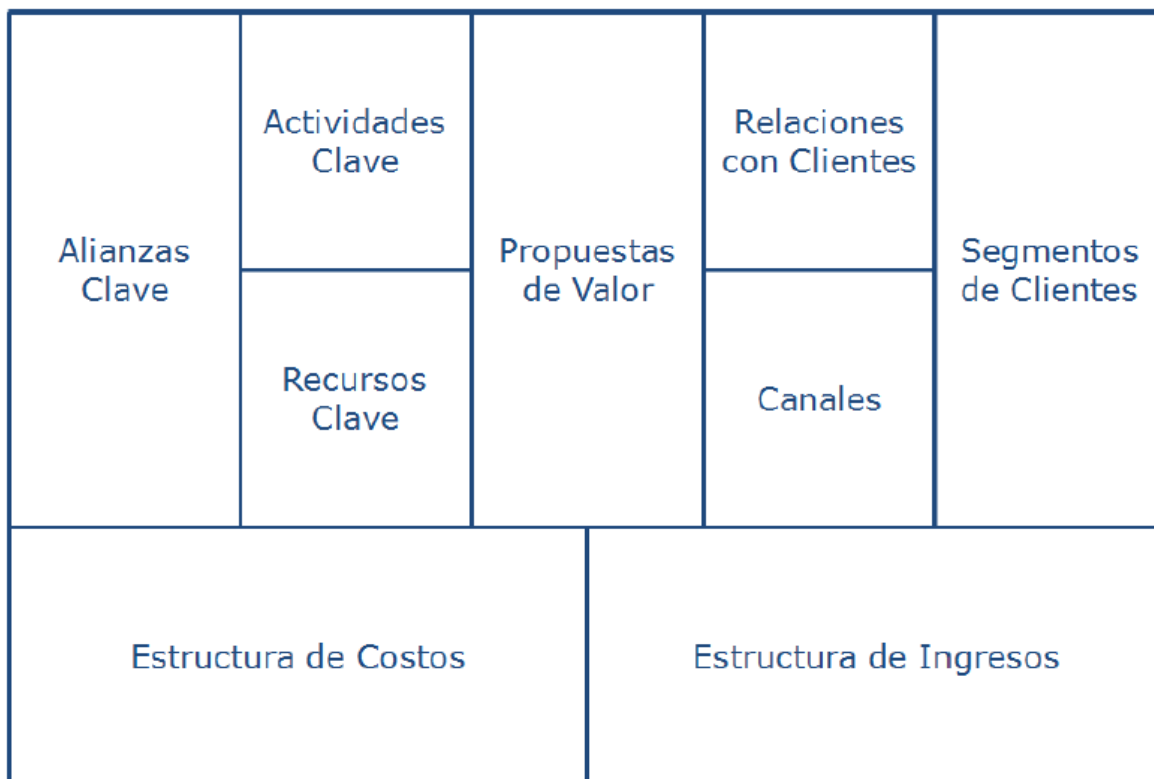 Alianzas
Clave
Actividades
Clave
Recursos
Clave
Propuestas
de Valor
Relaciones
con Clientes
Canales
Segmentos
de Clientes
Estructura de Costos
Estructura de Ingresos